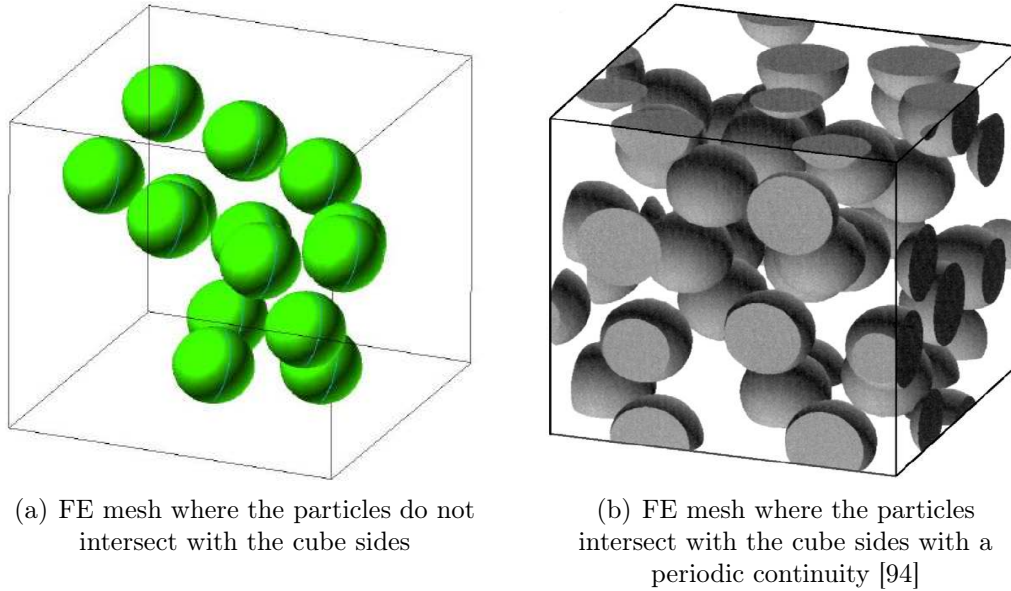 (a) FE mesh where the particles do not
intersect with the cube sides
(b) FE mesh where the particles
intersect with the cube sides with a
periodic continuity [94]